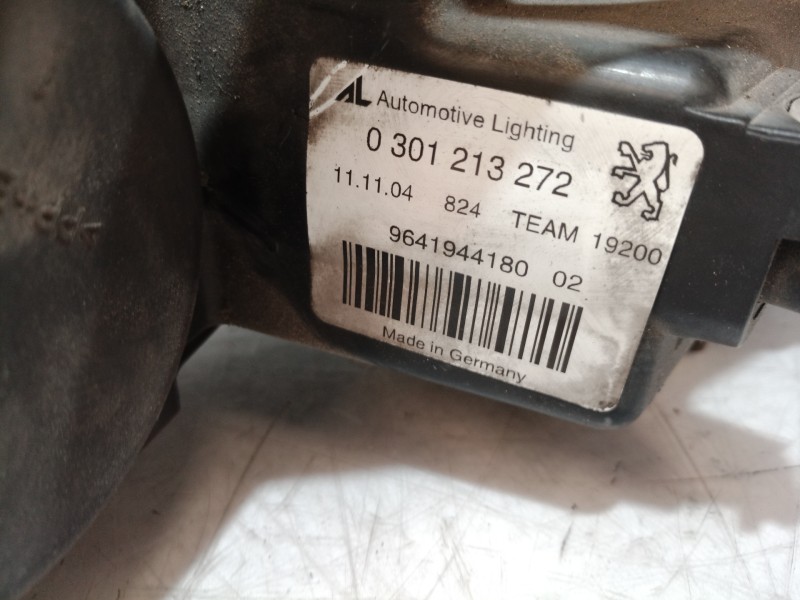 AL Automotive Lighting
0 301 213 272
11.11.04 824 TEAM 19200
9641944180 02
Made in Germany